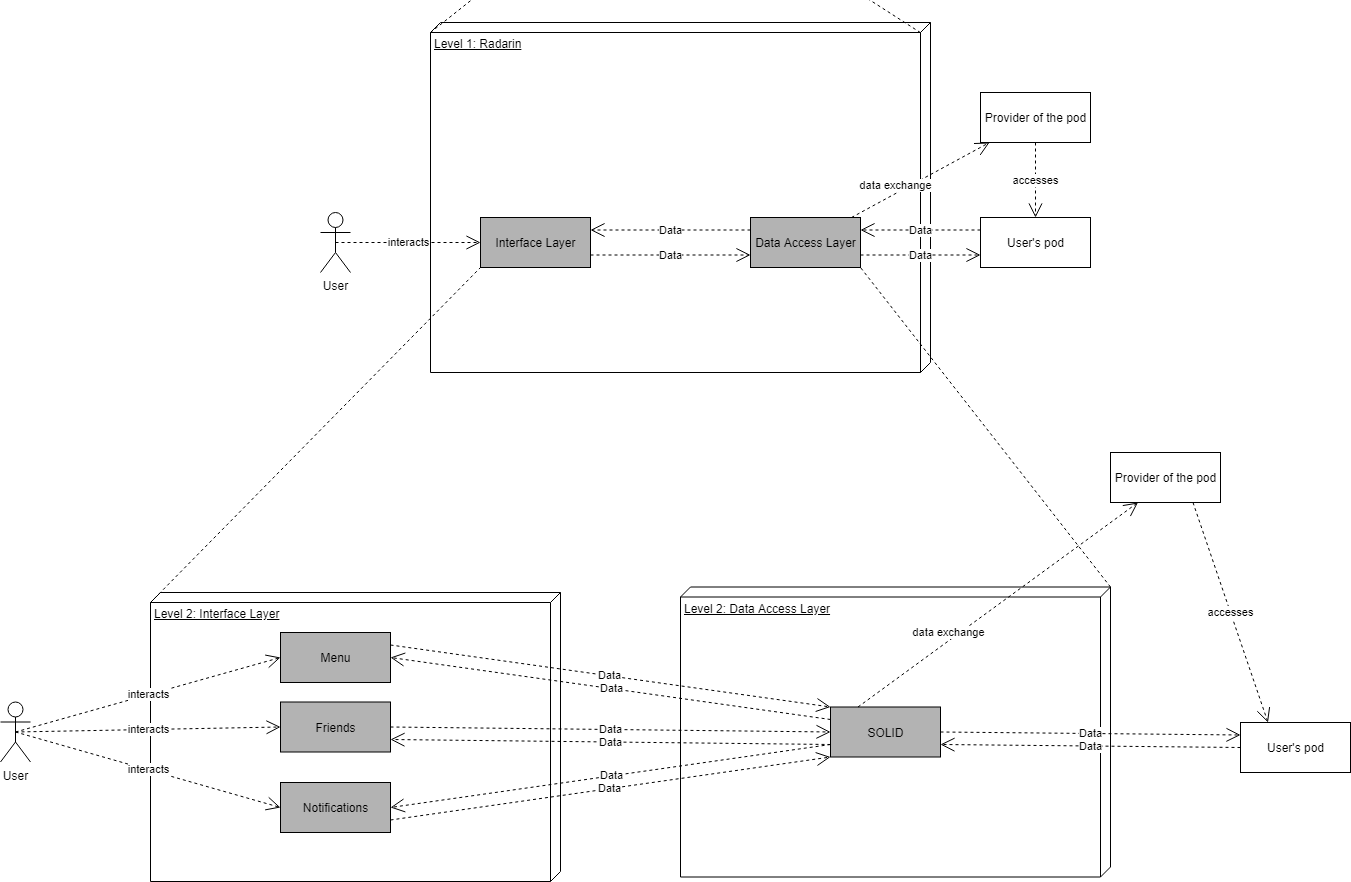 Level 1: Radarin
Provider of the pod
data exchange
accesses
interacts
Interface Layer
Data
Data
Data Access Layer
Data
Data
User's pod
User
Provider of the pod
Level 2: Interface Layer
Level 2: Data Access Layer
accesses
data exchange
Menu
interacts
Data
Data
interacts
Friends
Data
Data
SOLID
Data
Data
User's pod
interacts
User
Notifications
Data
Data